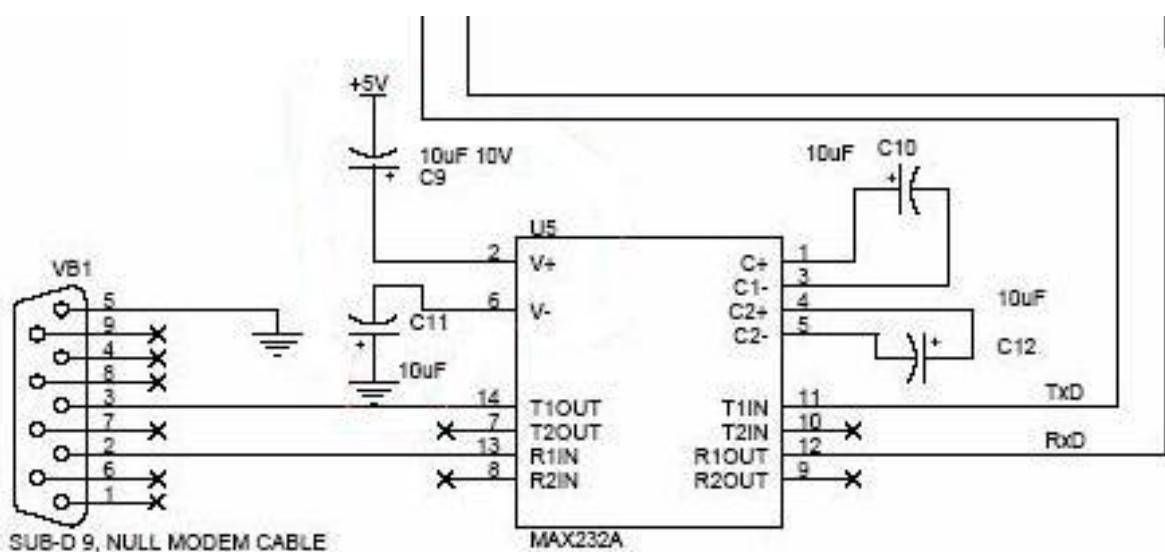 +5V
10uF 10V
C9
10uF C10
U5
2 V+ C+ 1
C1- 3
VB1
6 V- C2+ 4
10uF
C11
C2- 5
C12
10uF
5
9
4
8
3
7
2
6
1
14 T1OUT T1IN 11 TxD
7 T2OUT T2IN 10
13 R1IN R1OUT 12 RxD
8 R2IN R2OUT 9
SUB-D 9, NULL MODEM CABLE
MAX232A